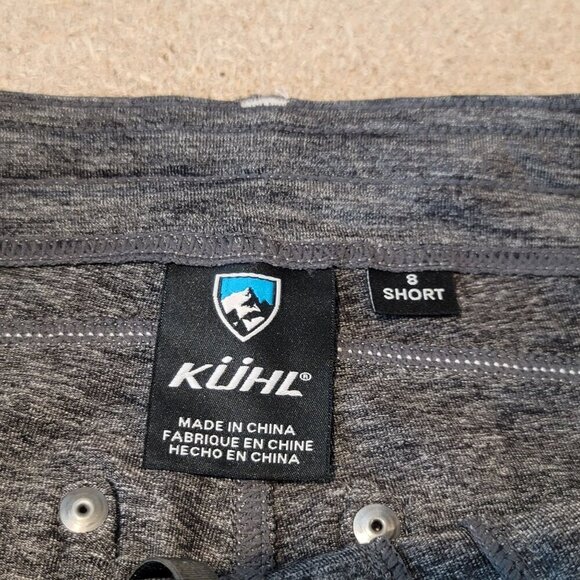 KÜHL®
MADE IN CHINA
FABRIQUE EN CHINE
HECHO EN CHINA
8
SHORT